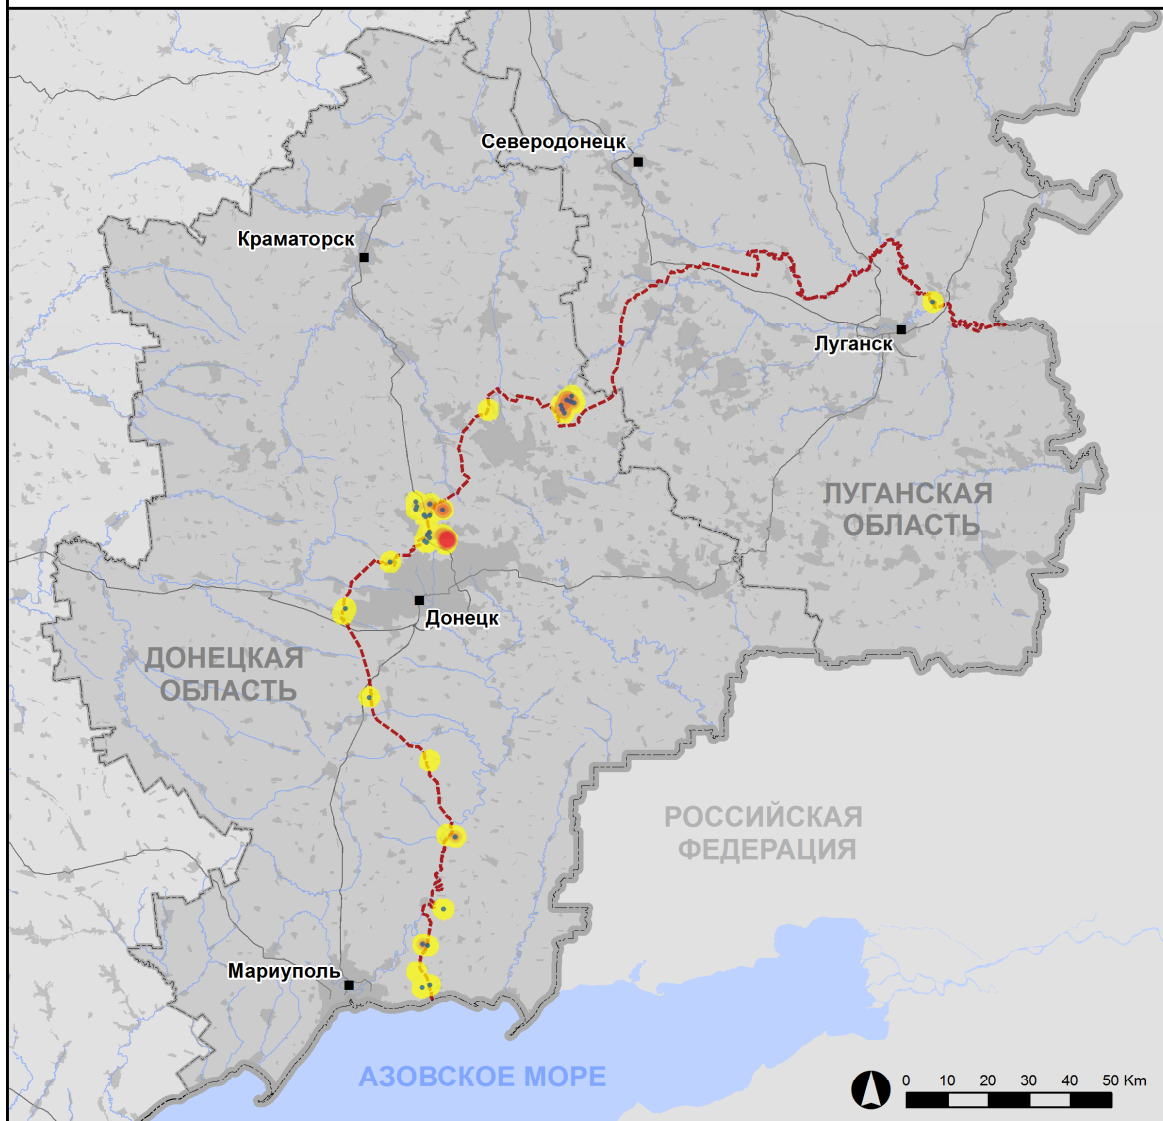 Северодонецк
Краматорск
Луганск
ЛУГАНСКАЯ
ОБЛАСТЬ
Донецк
ДОНЕЦКАЯ
ОБЛАСТЬ
РОССИЙСКАЯ
ФЕДЕРАЦИЯ
Мариуполь
АЗОВСКОЕ МОРЕ
0 10 20 30 40 50 Км